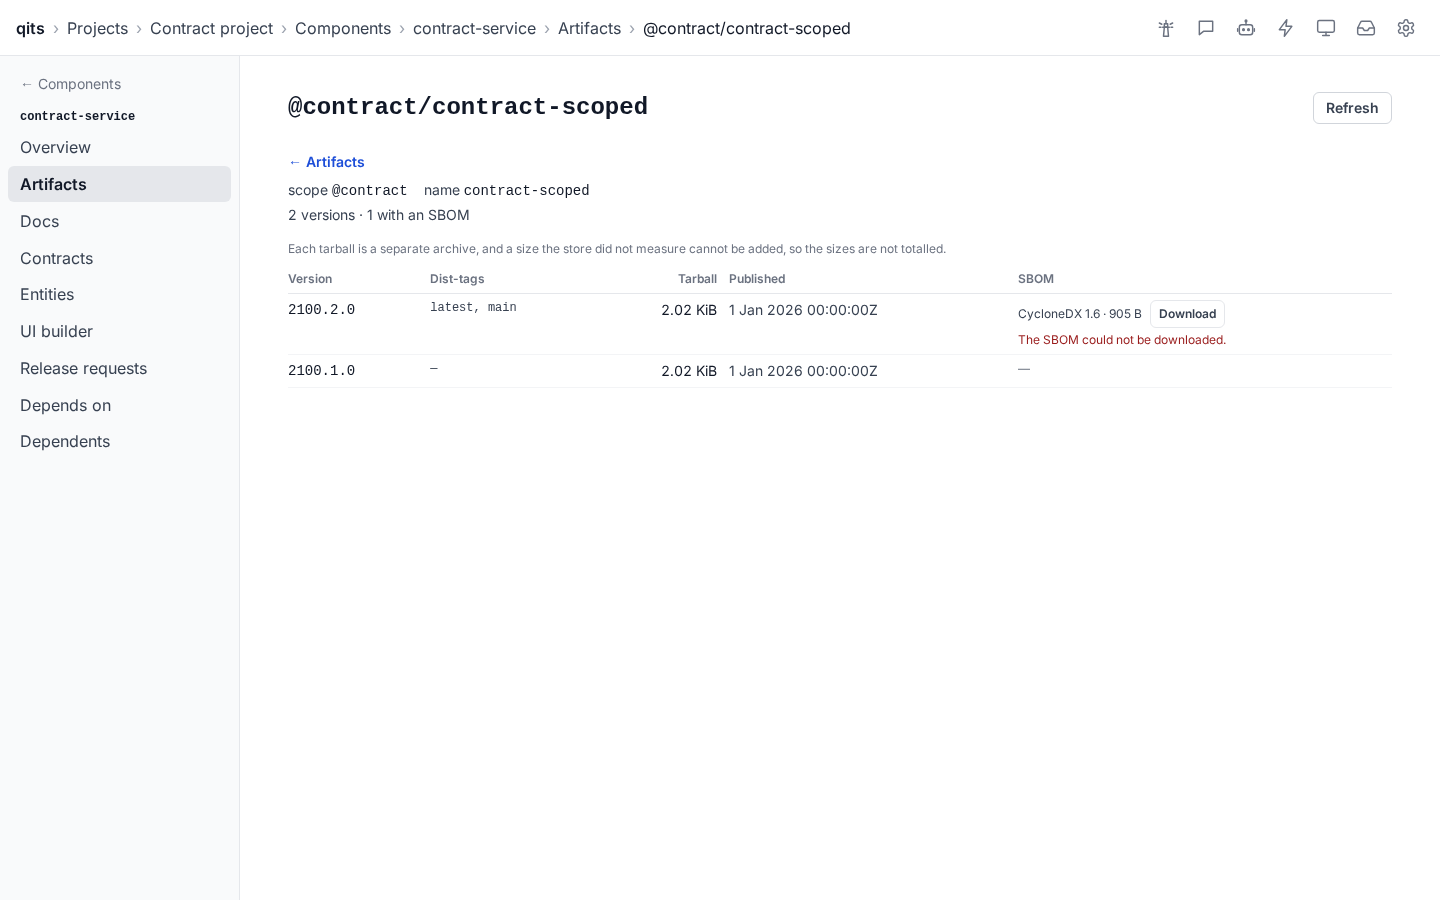 qits › Projects › Contract project › Components › contract-service › Artifacts › @contract/contract-scoped
← Components
contract-service
Overview
Artifacts
Docs
Contracts
Entities
UI builder
Release requests
Depends on
Dependents
@contract/contract-scoped
Refresh
← Artifacts
scope @contract name contract-scoped
2 versions · 1 with an SBOM
Each tarball is a separate archive, and a size the store did not measure cannot be added, so the sizes are not totalled.
Version Dist-tags Tarball Published SBOM
2100.2.0 latest, main 2.02 KiB 1 Jan 2026 00:00:00Z CycloneDX 1.6 · 905 B Download
The SBOM could not be downloaded.
2100.1.0 — 2.02 KiB 1 Jan 2026 00:00:00Z —